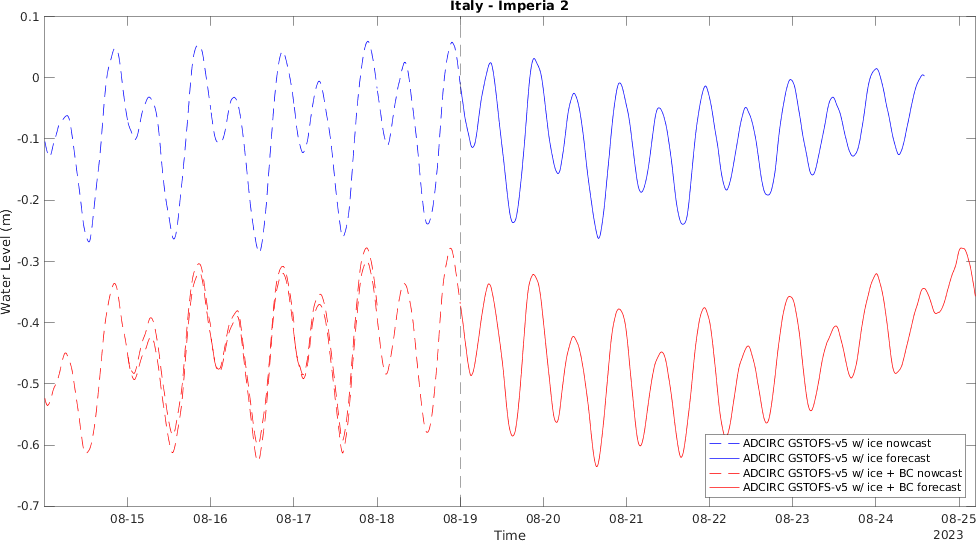 Italy - Imperia 2
0.1
0
-0.1
-0.2
-0.3
-0.4
-0.5
-0.6
-0.7
Water Level (m)
ADCIRC GSTOFS-v5 w/ ice nowcast
ADCIRC GSTOFS-v5 w/ ice forecast
ADCIRC GSTOFS-v5 w/ ice + BC nowcast
ADCIRC GSTOFS-v5 w/ ice + BC forecast
08-15 08-16 08-17 08-18 08-19 08-20 08-21 08-22 08-23 08-24 08-25
Time
2023